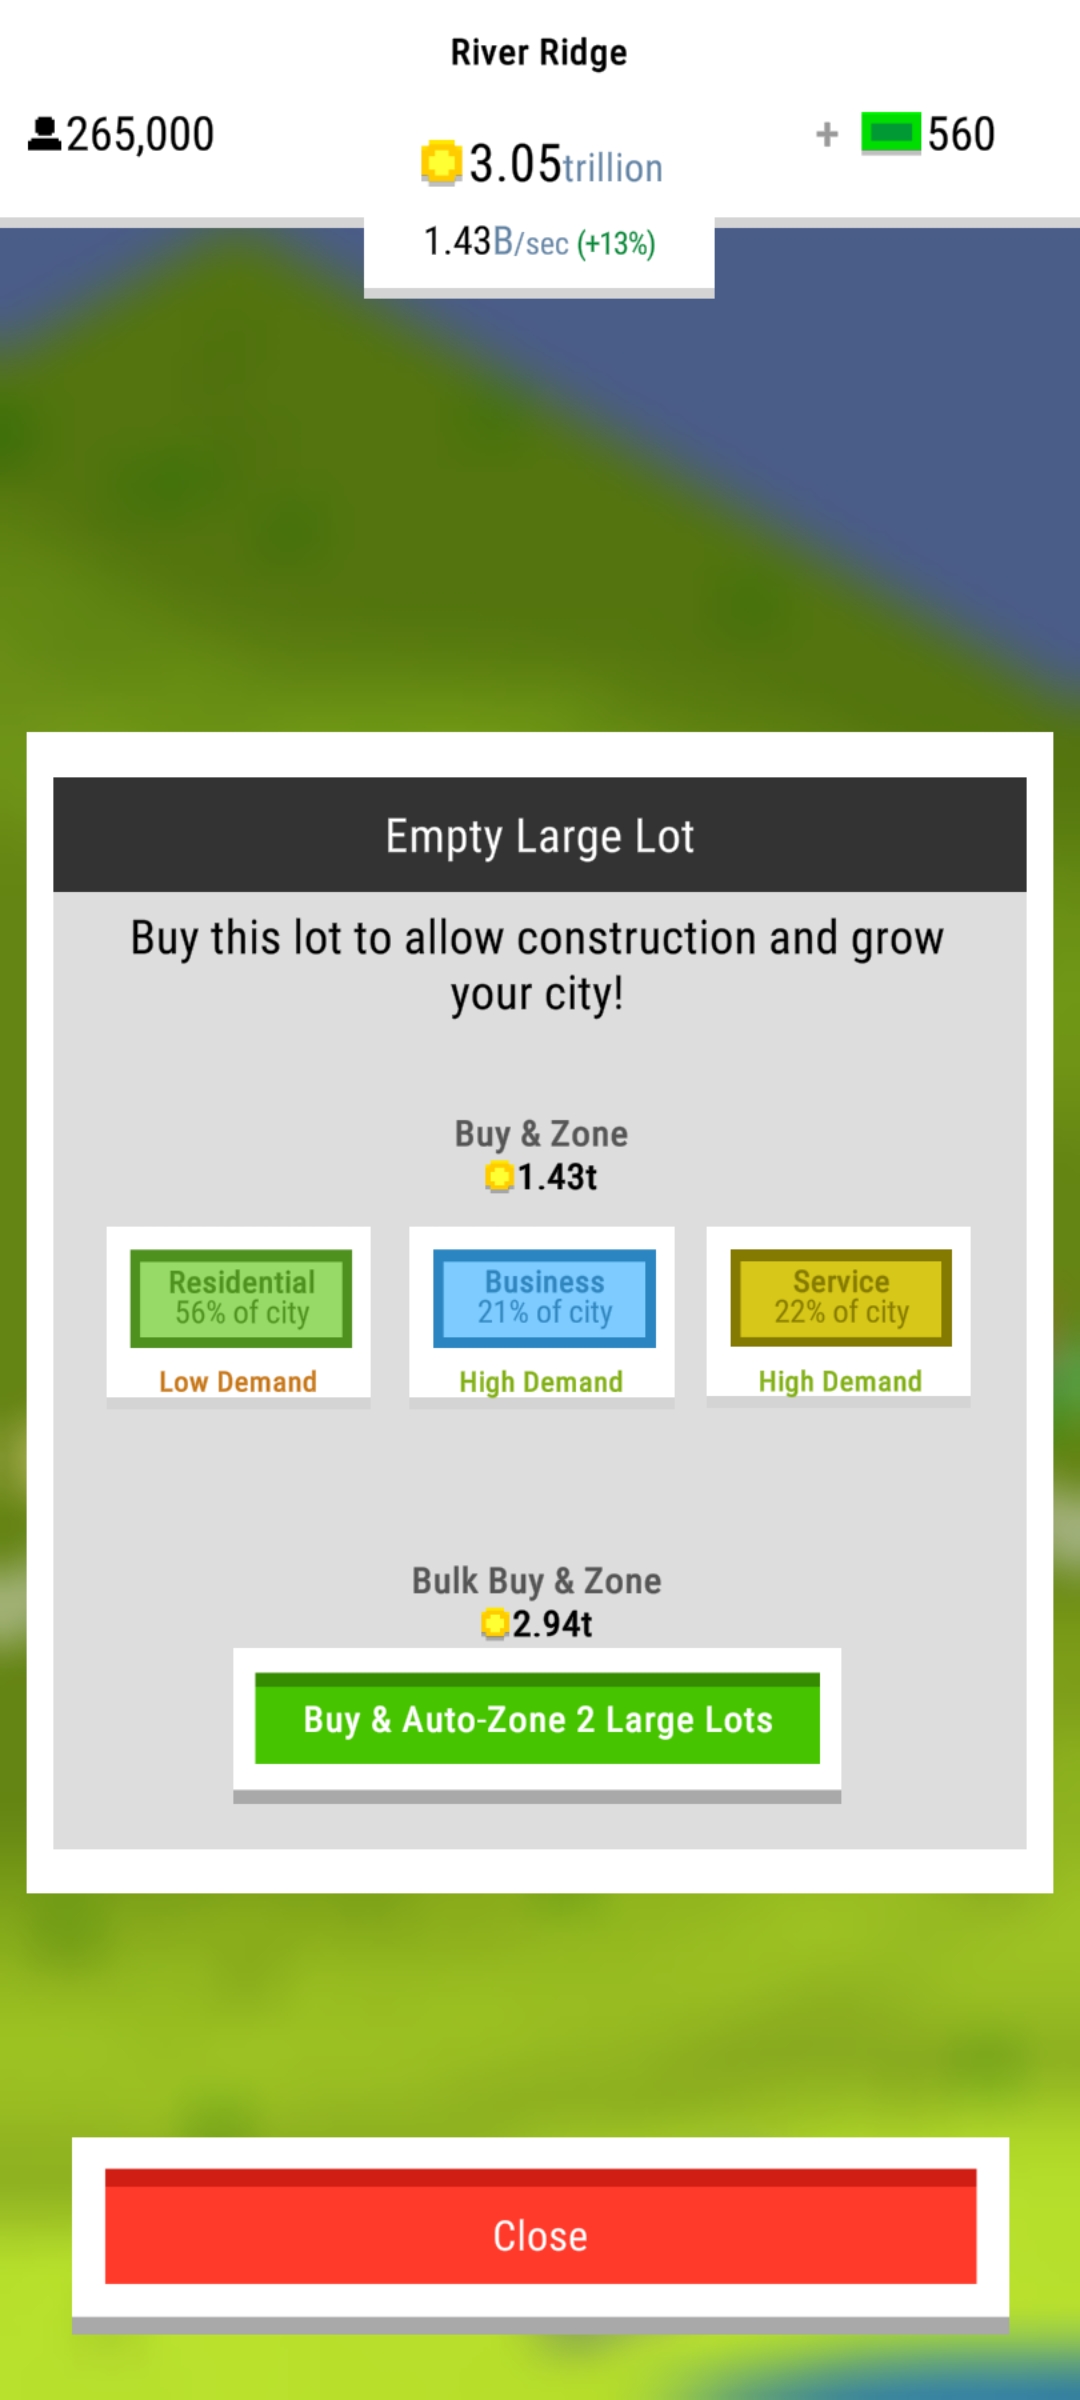 River Ridge
265,000
3.05trillion
+ 560
1.43B/sec (+13%)
Empty Large Lot
Buy this lot to allow construction and grow
your city!
Buy & Zone
1.43t
Residential
56% of city
Low Demand
Business
21% of city
High Demand
Service
22% of city
High Demand
Bulk Buy & Zone
2.94t
Buy & Auto-Zone 2 Large Lots
Close